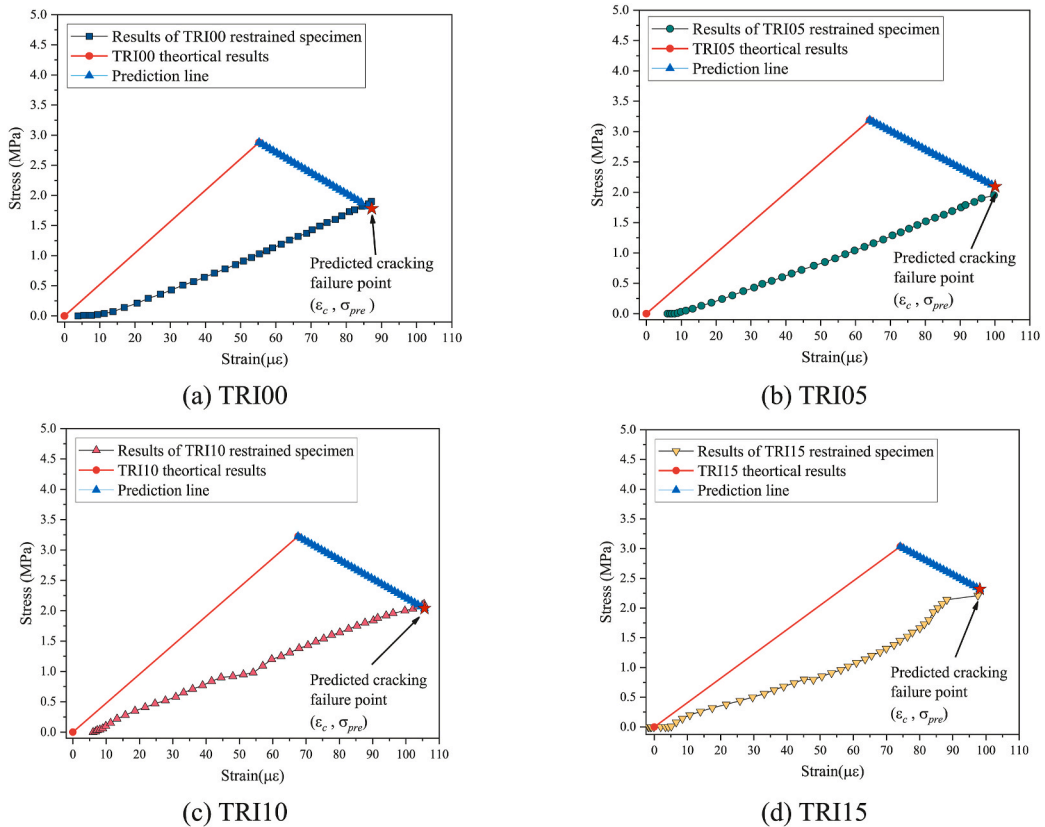 5.0
4.5
4.0
3.5
3.0
2.5
2.0
1.5
1.0
0.5
0.0
Stress (MPa)
Results of TRI00 restrained specimen
TRI00 theortical results
Prediction line
Predicted cracking
failure point
(εc , σpre )
0 10 20 30 40 50 60 70 80 90 100 110
Strain(με)
(a) TRI00
5.0
4.5
4.0
3.5
3.0
2.5
2.0
1.5
1.0
0.5
0.0
Stress (MPa)
Results of TRI05 restrained specimen
TRI05 theortical results
Prediction line
Predicted cracking
failure point
(εc , σpre)
0 10 20 30 40 50 60 70 80 90 100 110
Strain(με)
(b) TRI05
5.0
4.5
4.0
3.5
3.0
2.5
2.0
1.5
1.0
0.5
0.0
Stress (MPa)
Results of TRI10 restrained specimen
TRI10 theortical results
Prediction line
Predicted cracking
failure point
(εc , σpre)
0 10 20 30 40 50 60 70 80 90 100 110
Strain(με)
(c) TRI10
5.0
4.5
4.0
3.5
3.0
2.5
2.0
1.5
1.0
0.5
0.0
Stress (MPa)
Results of TRI15 restrained specimen
TRI15 theortical results
Prediction line
Predicted cracking
failure point
(εc , σpre)
0 10 20 30 40 50 60 70 80 90 100 110
Strain(με)
(d) TRI15